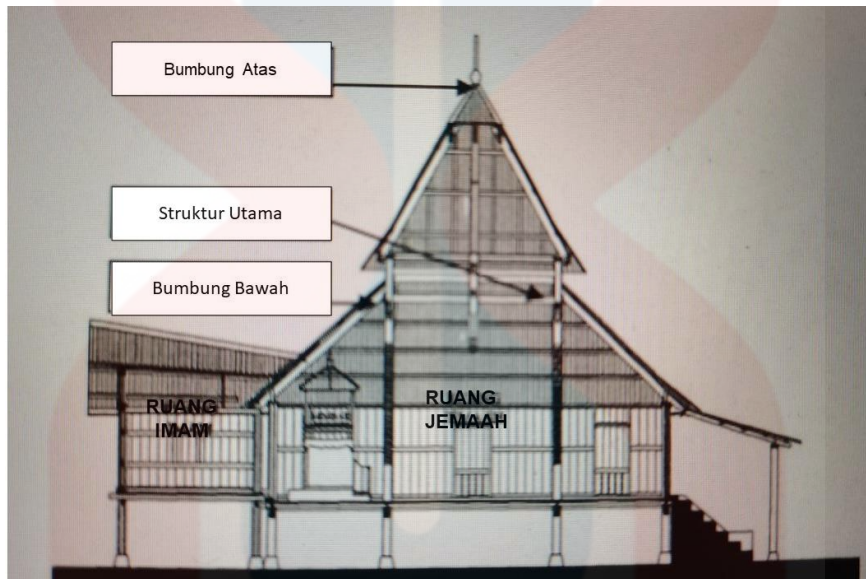 Bumbung Atas
Struktur Utama
Bumbung Bawah
RUANG
IMAM
RUANG
JEMAAH